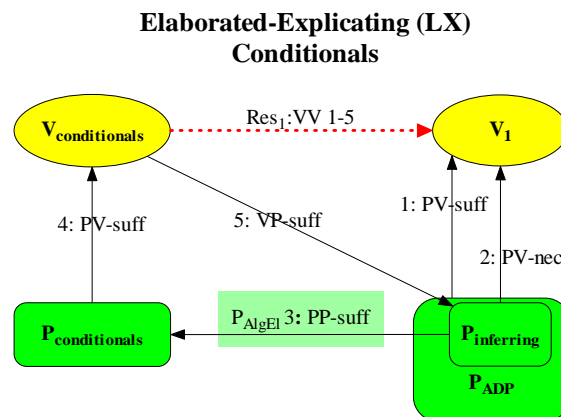 Elaborated-Explicating (LX)
Conditionals
Vconditionals
Res1:VV 1-5
V1
1: PV-suff
4: PV-suff
5: VP-suff
2: PV-nec
PAlgEl 3: PP-suff
Pconditionals
Pinferring
PADP